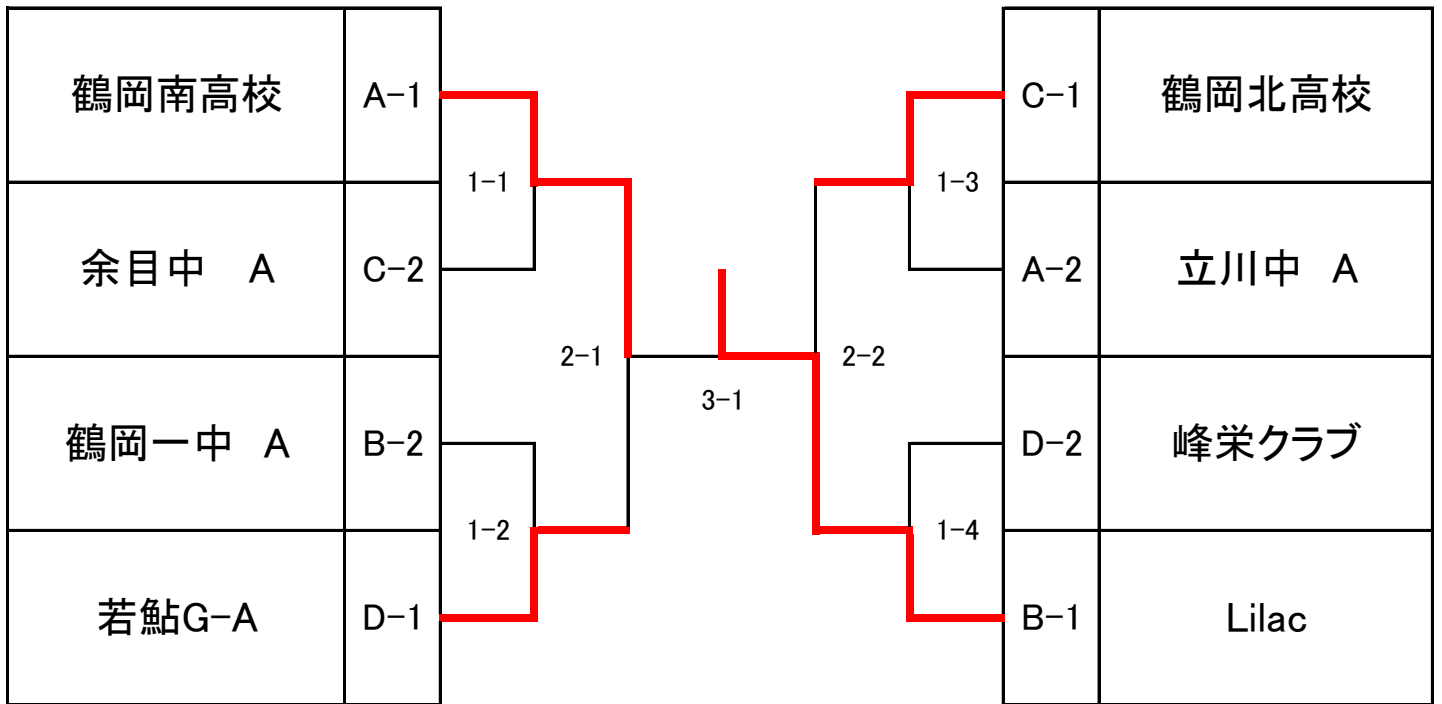 鶴岡南高校 A-1
余目中　A C-2
鶴岡一中　A B-2
若鮎G-A D-1
1-1
1-2
2-1
3-1
2-2
1-3
1-4
C-1 鶴岡北高校
A-2 立川中　A
D-2 峰栄クラブ
B-1 Lilac